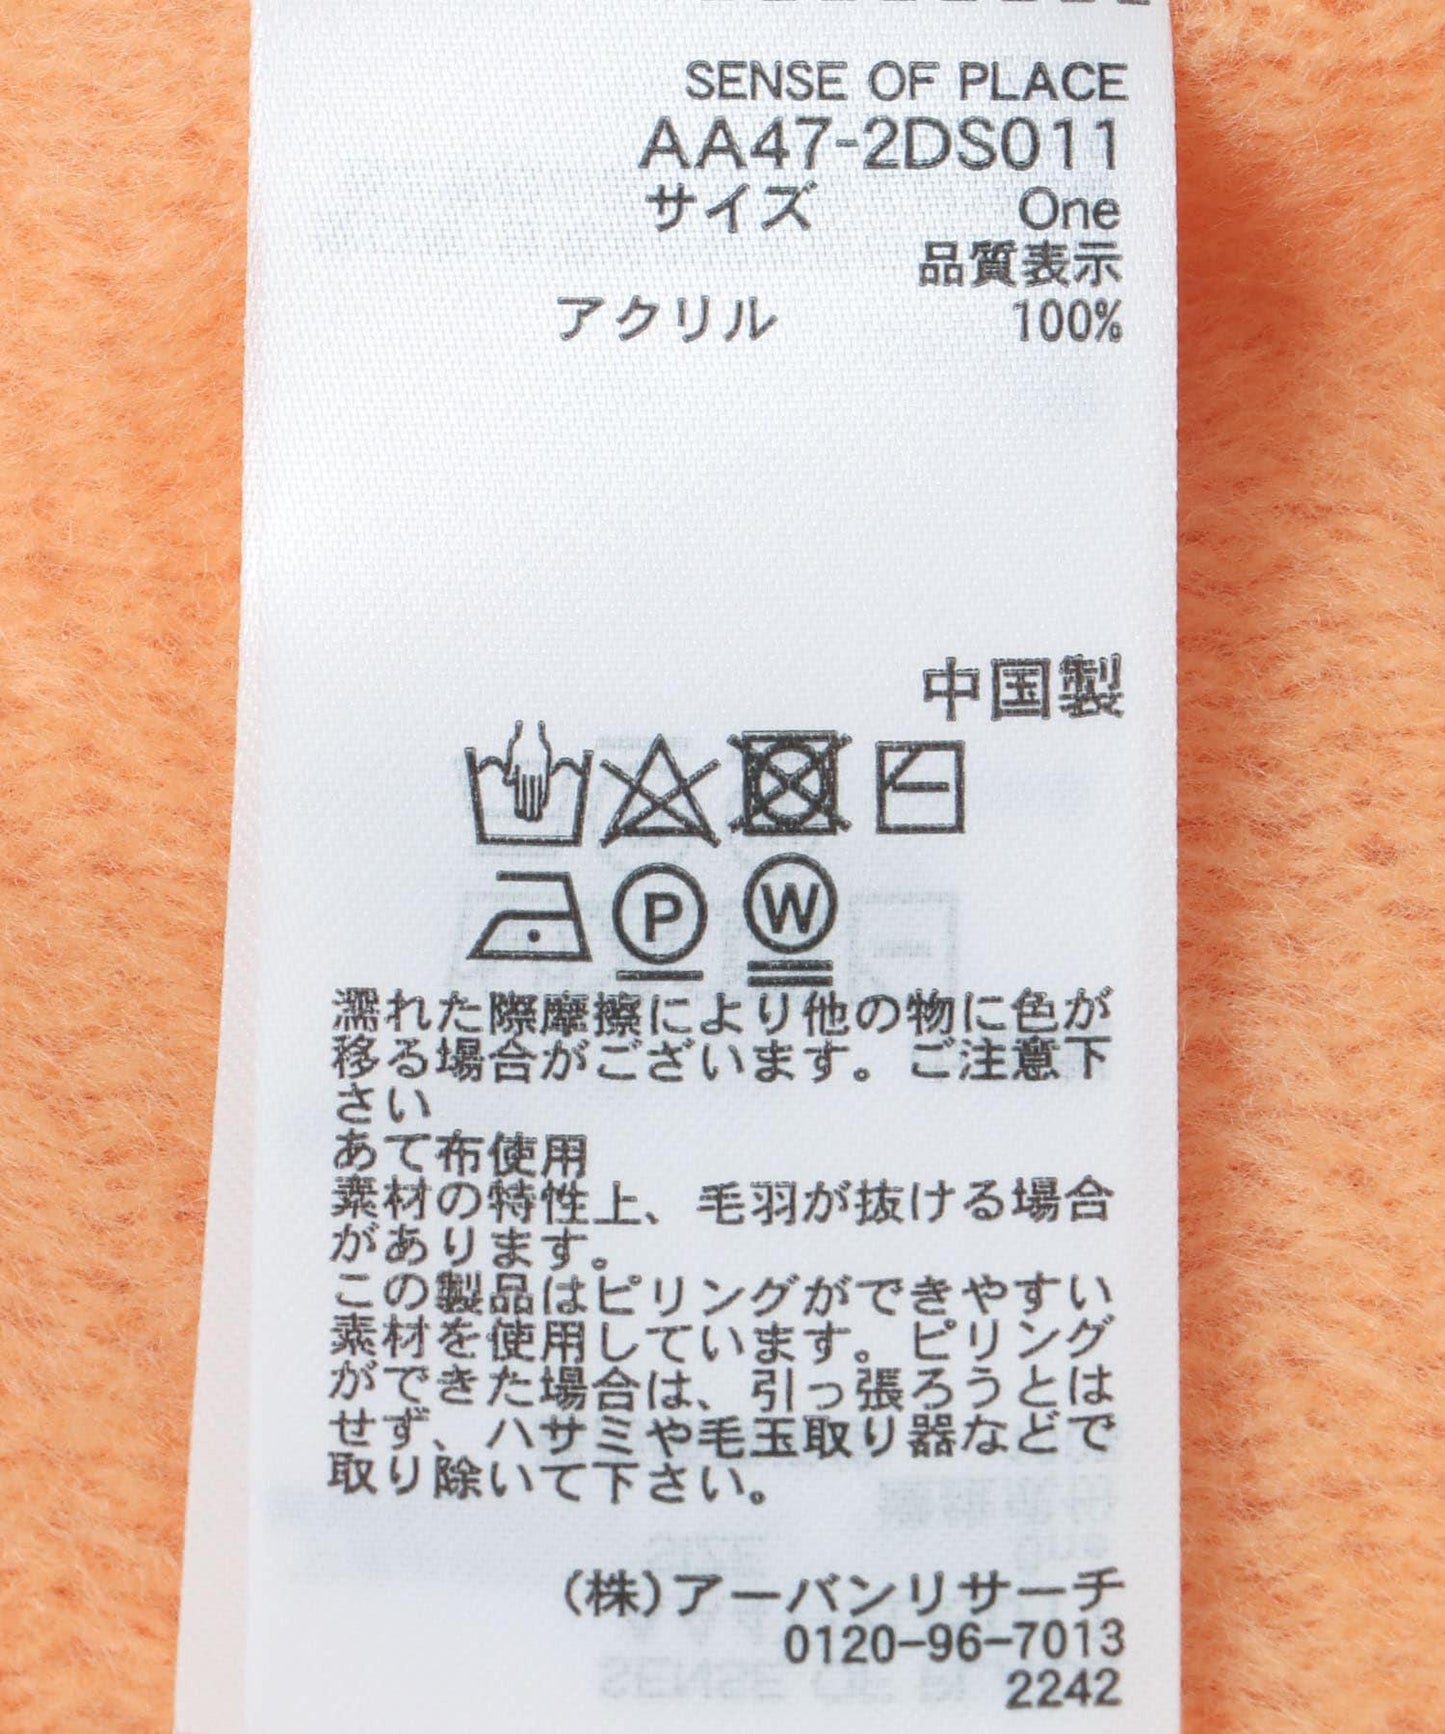 SENSE OF PLACE
AA47-2DS011
サイズ One
品質表示
アクリル 100%
中国製
P W
濡れた際摩擦により他の物に色が
移る場合がございます。ご注意下
さい
あて布使用
素材の特性上、毛羽が抜ける場合
があります。
この製品はピリングができやすい
素材を使用しています。ピリング
ができた場合は、引っ張ろうとは
せず、ハサミや毛玉取り器などで
取り除いて下さい。
(株)アーバンリサーチ
0120-96-7013
2242